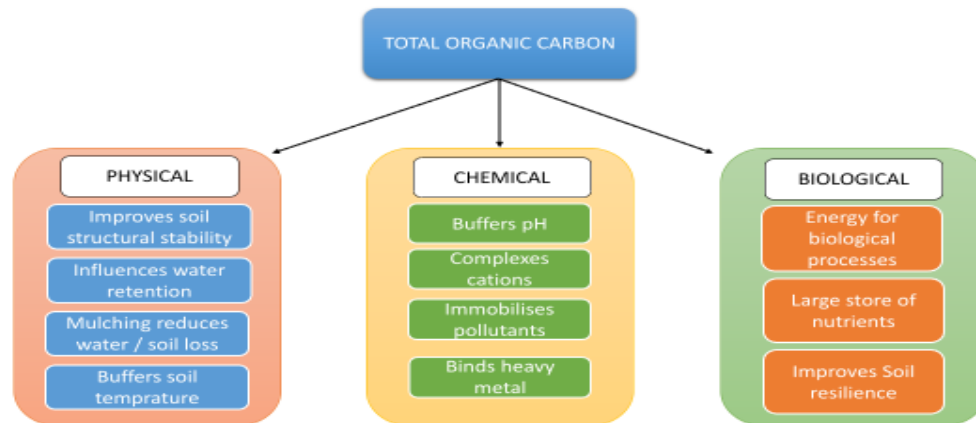 TOTAL ORGANIC CARBON
PHYSICAL
Improves soil
structural stability
Influences water
retention
Mulching reduces
water / soil loss
Buffers soil
temprature
CHEMICAL
Buffers pH
Complexes
cations
Immobilises
pollutants
Binds heavy
metal
BIOLOGICAL
Energy for
biological
processes
Large store of
nutrients
Improves Soil
resilience